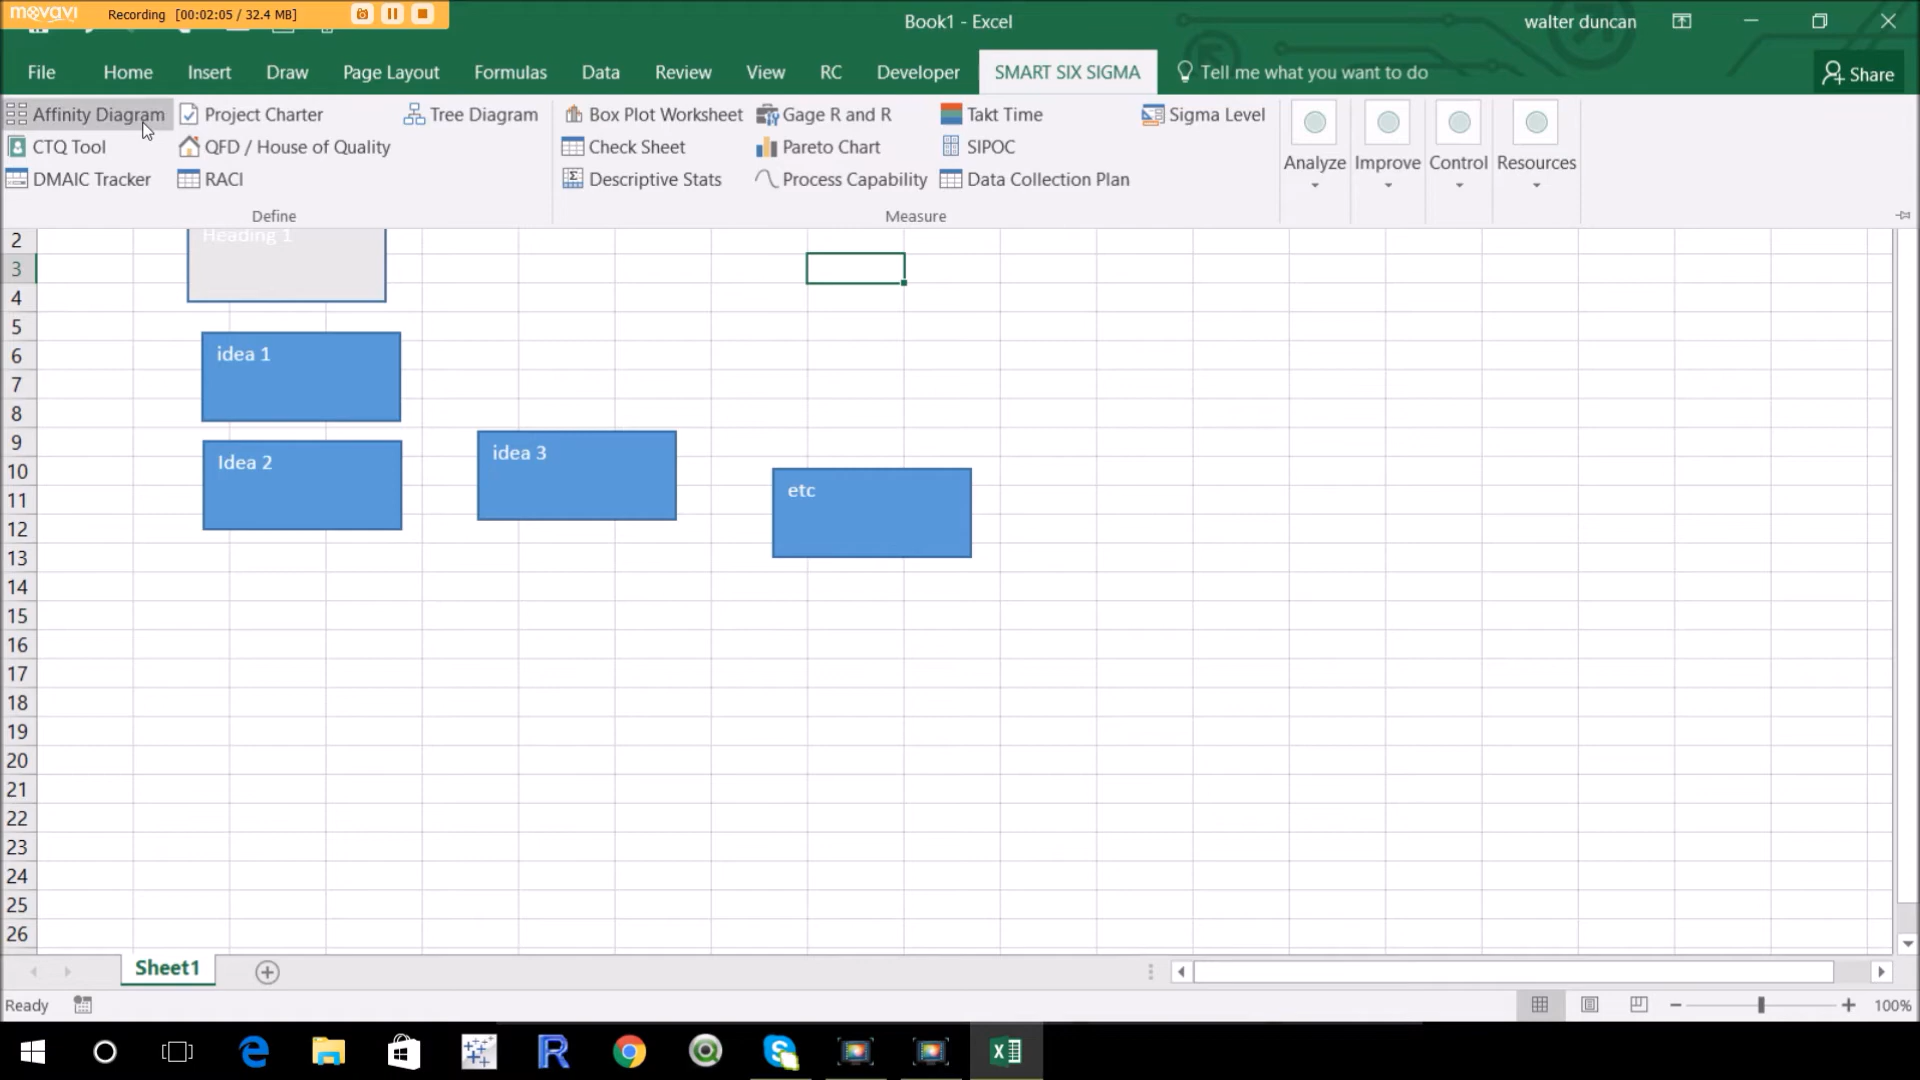 movavi
Recording [00:02:05 / 32.4 MB]
Book1 - Excel
walter duncan
File
Home
Insert
Draw
Page Layout
Formulas
Data
Review
View
RC
Developer
SMART SIX SIGMA
Tell me what you want to do
Share
Affinity Diagram
Project Charter
Tree Diagram
Box Plot Worksheet
Gage R and R
Takt Time
Sigma Level
CTQ Tool
QFD / House of Quality
Check Sheet
Pareto Chart
SIPOC
Analyze
Improve
Control
Resources
DMAIC Tracker
RACI
Descriptive Stats
Process Capability
Data Collection Plan
Define
Measure
Heading 1
2
3
4
5
6
7
8
9
10
11
12
13
14
15
16
17
18
19
20
21
22
23
24
25
26
idea 1
Idea 2
idea 3
etc
Sheet1
Ready
100%